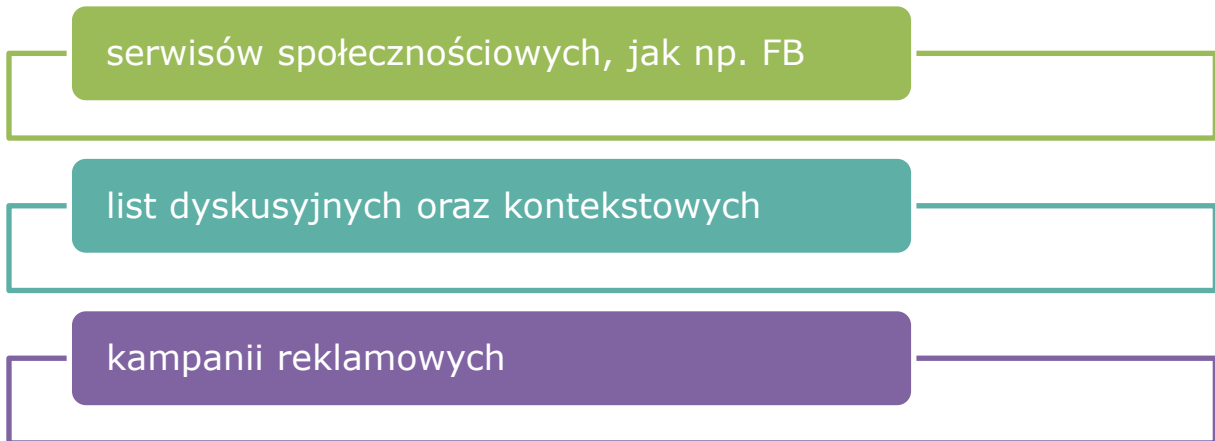 serwisów społecznościowych, jak np. FB
list dyskusyjnych oraz kontekstowych
kampanii reklamowych